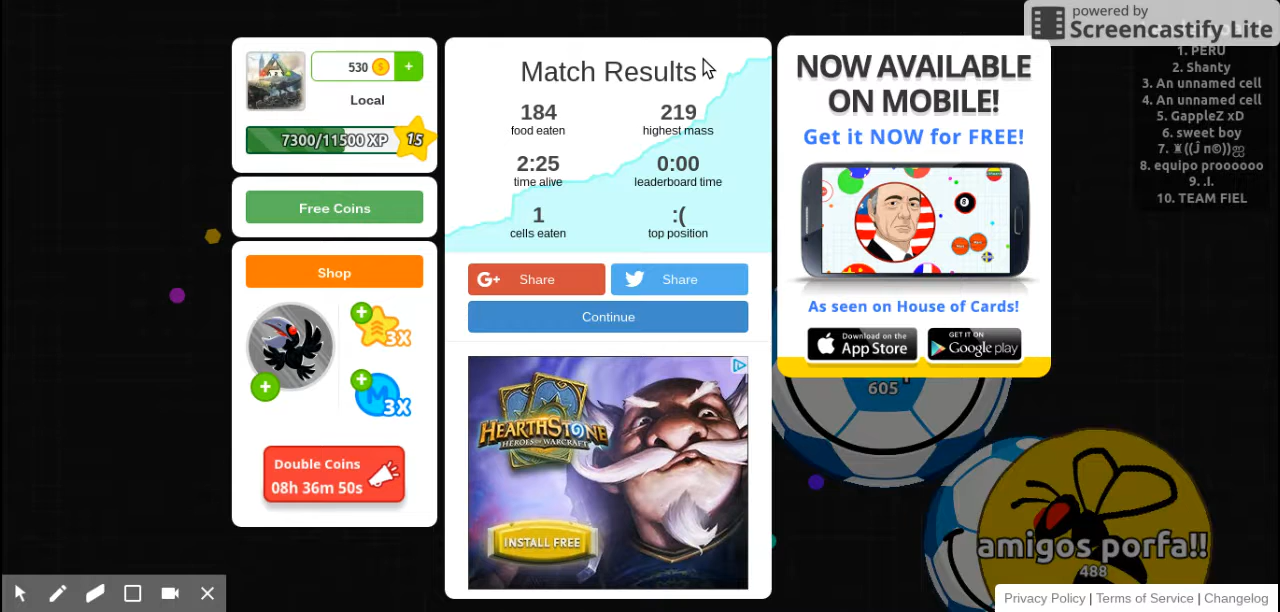 powered by
Screencastify Lite
530
+
Local
7300/11500 XP
15
Free Coins
Shop
3X
M
3X
Double Coins
08h 36m 50s
Match Results
184
food eaten
219
highest mass
2:25
time alive
0:00
leaderboard time
1
cells eaten
:(
top position
G+ Share
Share
Continue
HEARTHSTONE
HEROES OF WARCRAFT
INSTALL FREE
NOW AVAILABLE
ON MOBILE!
Get it NOW for FREE!
8
As seen on House of Cards!
Download on the
App Store
GET IT ON
Google play
1. PERU
2. Shanty
3. An unnamed cell
4. An unnamed cell
5. GappleZ xD
6. sweet boy
8. equipo proooooo
9. .I.
10. TEAM FIEL
605
amigos porfa!!
488
Privacy Policy | Terms of Service | Changelog